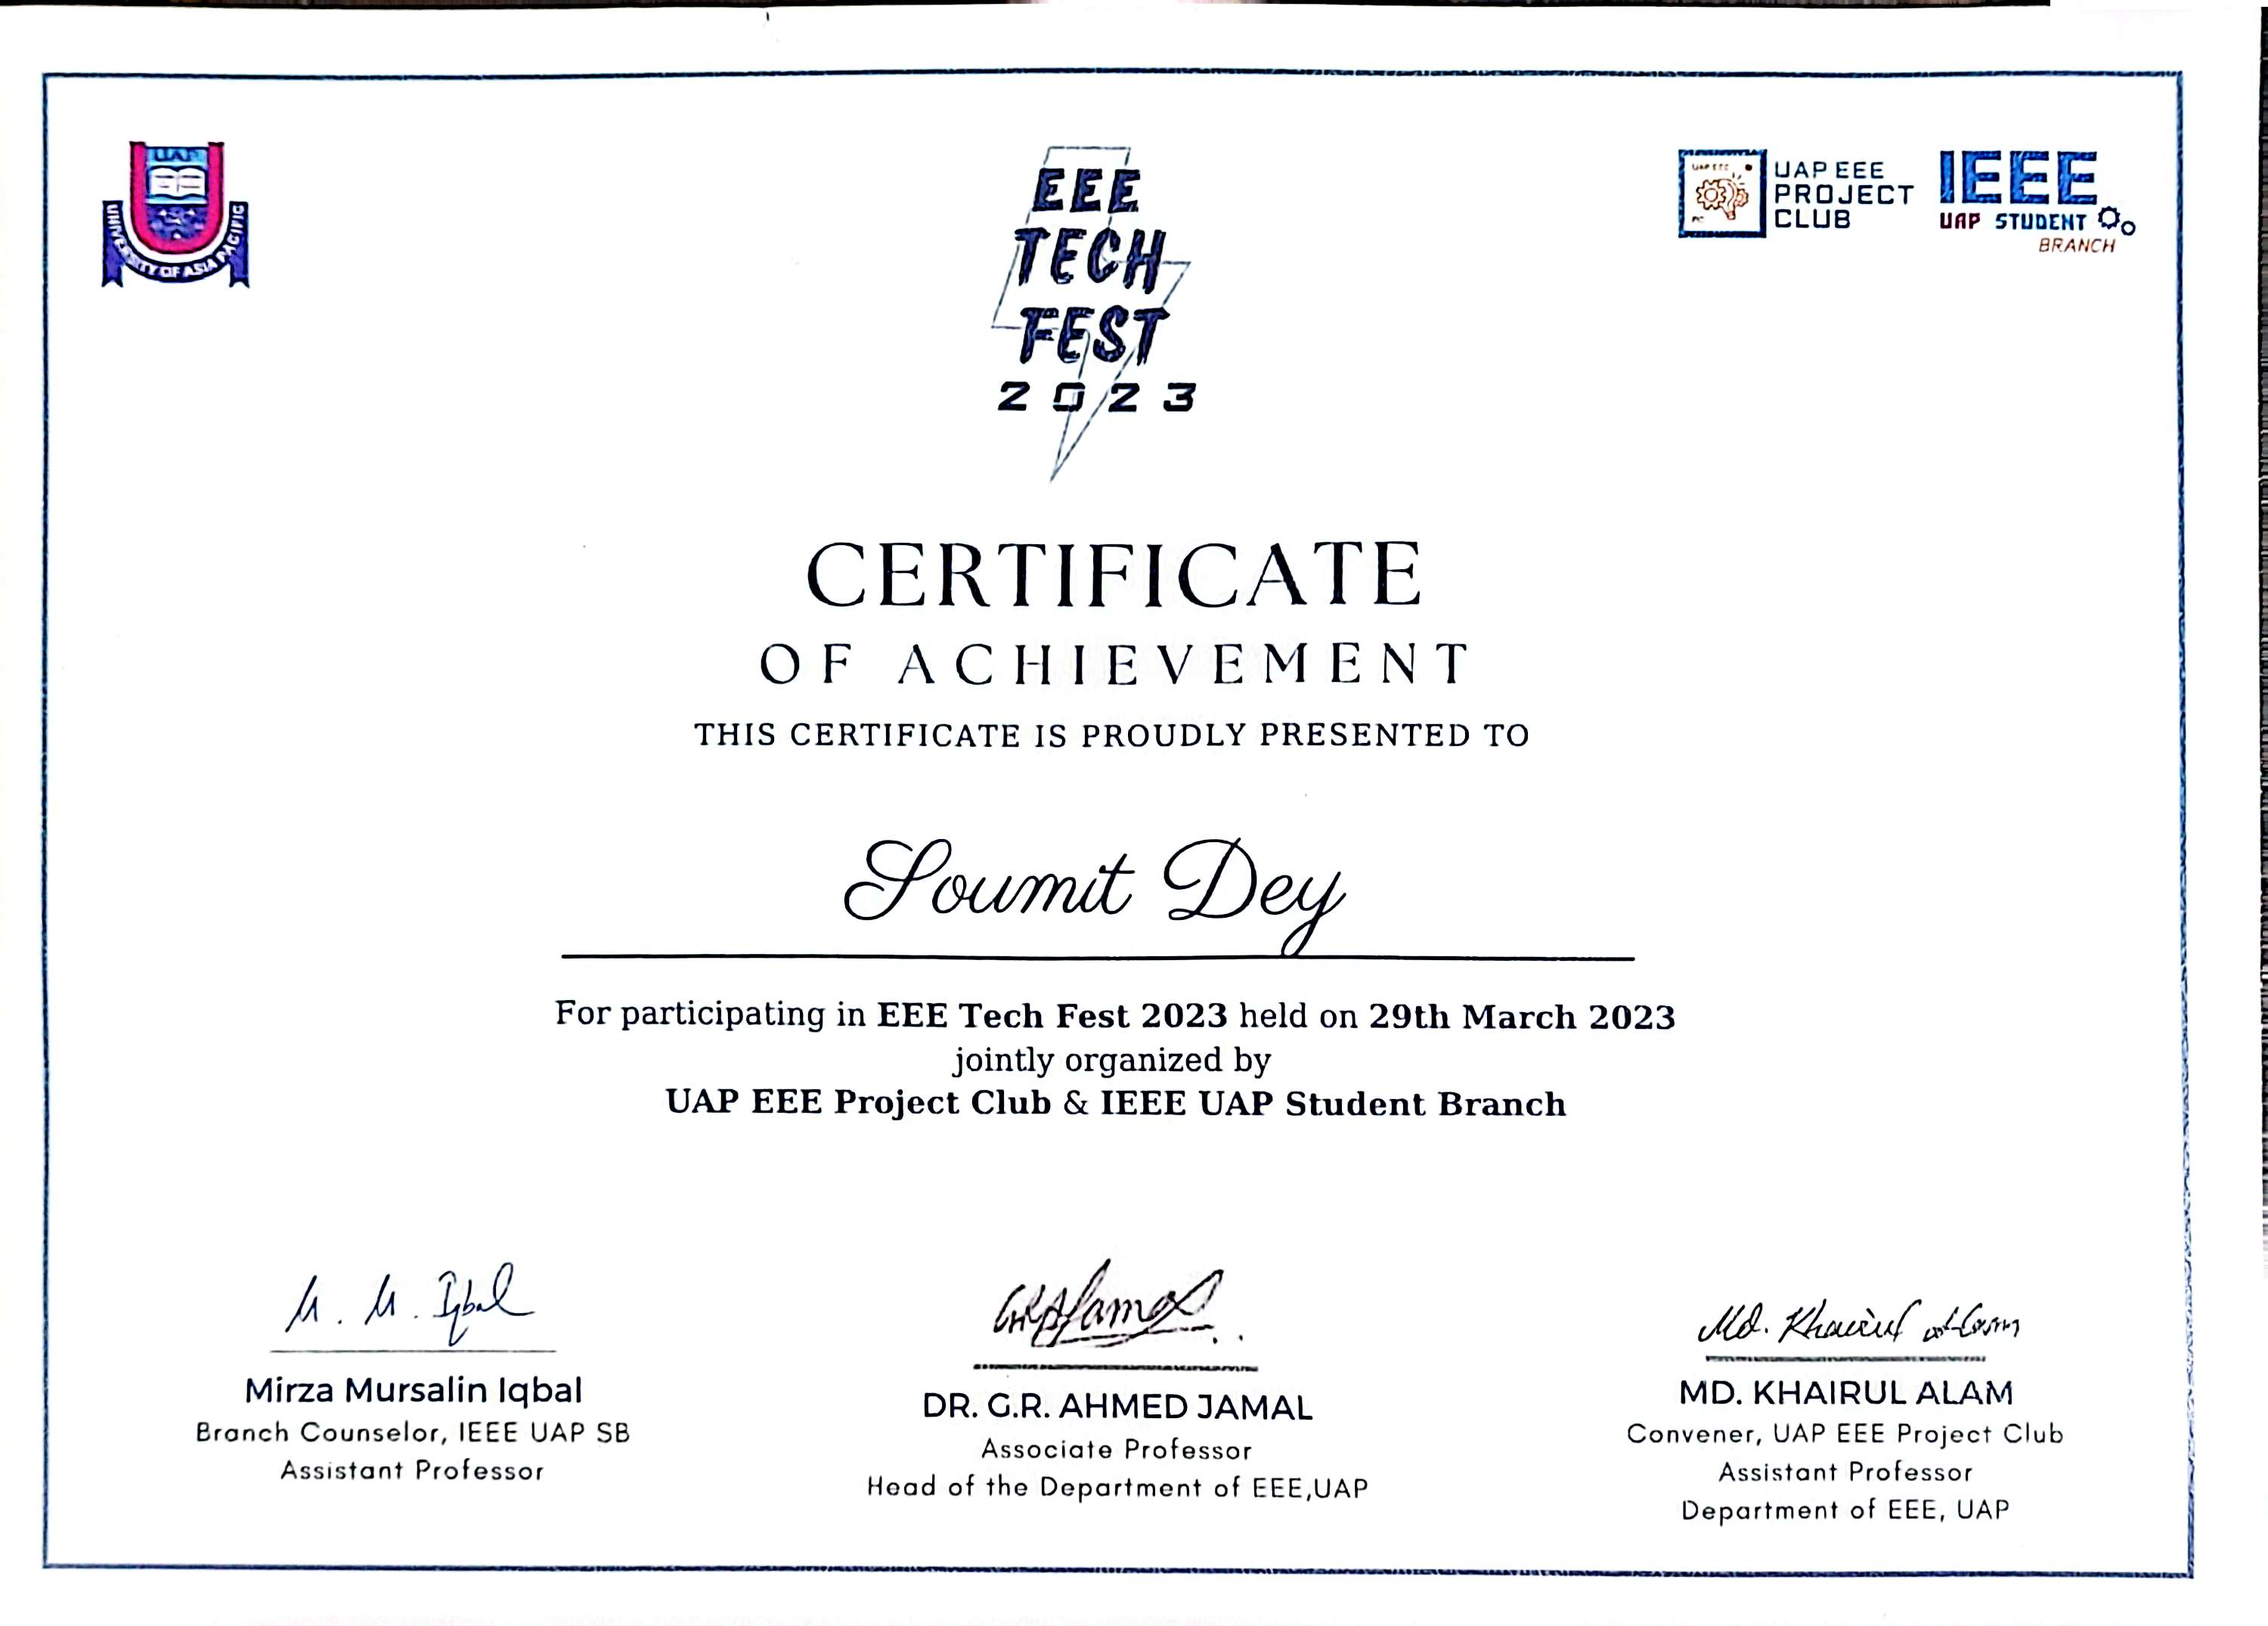 UAP
UNIVERSITY OF ASIA PACIFIC
EEE
TECH
FEST
2023
UAP EEE
UAP EEE
PROJECT
CLUB
PC
IEEE
UAP STUDENT
BRANCH
CERTIFICATE
OF ACHIEVEMENT
THIS CERTIFICATE IS PROUDLY PRESENTED TO
Soumit Dey
For participating in EEE Tech Fest 2023 held on 29th March 2023
jointly organized by
UAP EEE Project Club & IEEE UAP Student Branch
M. M. Iqbal
Mirza Mursalin Iqbal
Branch Counselor, IEEE UAP SB
Assistant Professor
DR. G.R. AHMED JAMAL
Associate Professor
Head of the Department of EEE,UAP
Md. Khairul Alam
MD. KHAIRUL ALAM
Convener, UAP EEE Project Club
Assistant Professor
Department of EEE, UAP